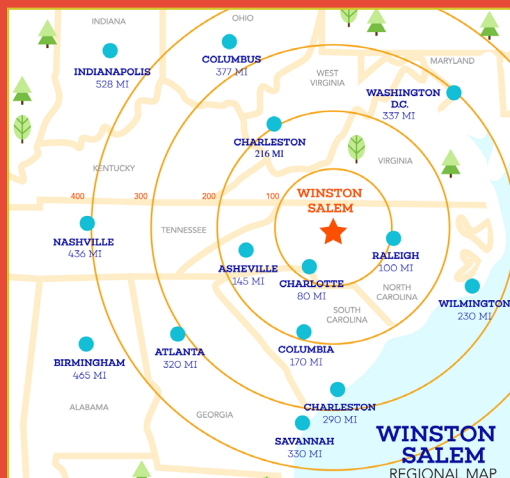 INDIANA
OHIO
COLUMBUS
377 MI
INDIANAPOLIS
528 MI
WEST
VIRGINIA
MARYLAND
WASHINGTON
D.C.
337 MI
CHARLESTON
216 MI
VIRGINIA
KENTUCKY
400
300
200
100
WINSTON
SALEM
NASHVILLE
436 MI
TENNESSEE
RALEIGH
100 MI
ASHEVILLE
145 MI
CHARLOTTE
80 MI
NORTH
CAROLINA
WILMINGTON
230 MI
SOUTH
CAROLINA
COLUMBIA
170 MI
ATLANTA
320 MI
BIRMINGHAM
465 MI
ALABAMA
GEORGIA
CHARLESTON
290 MI
SAVANNAH
330 MI
WINSTON
SALEM
REGIONAL MAP